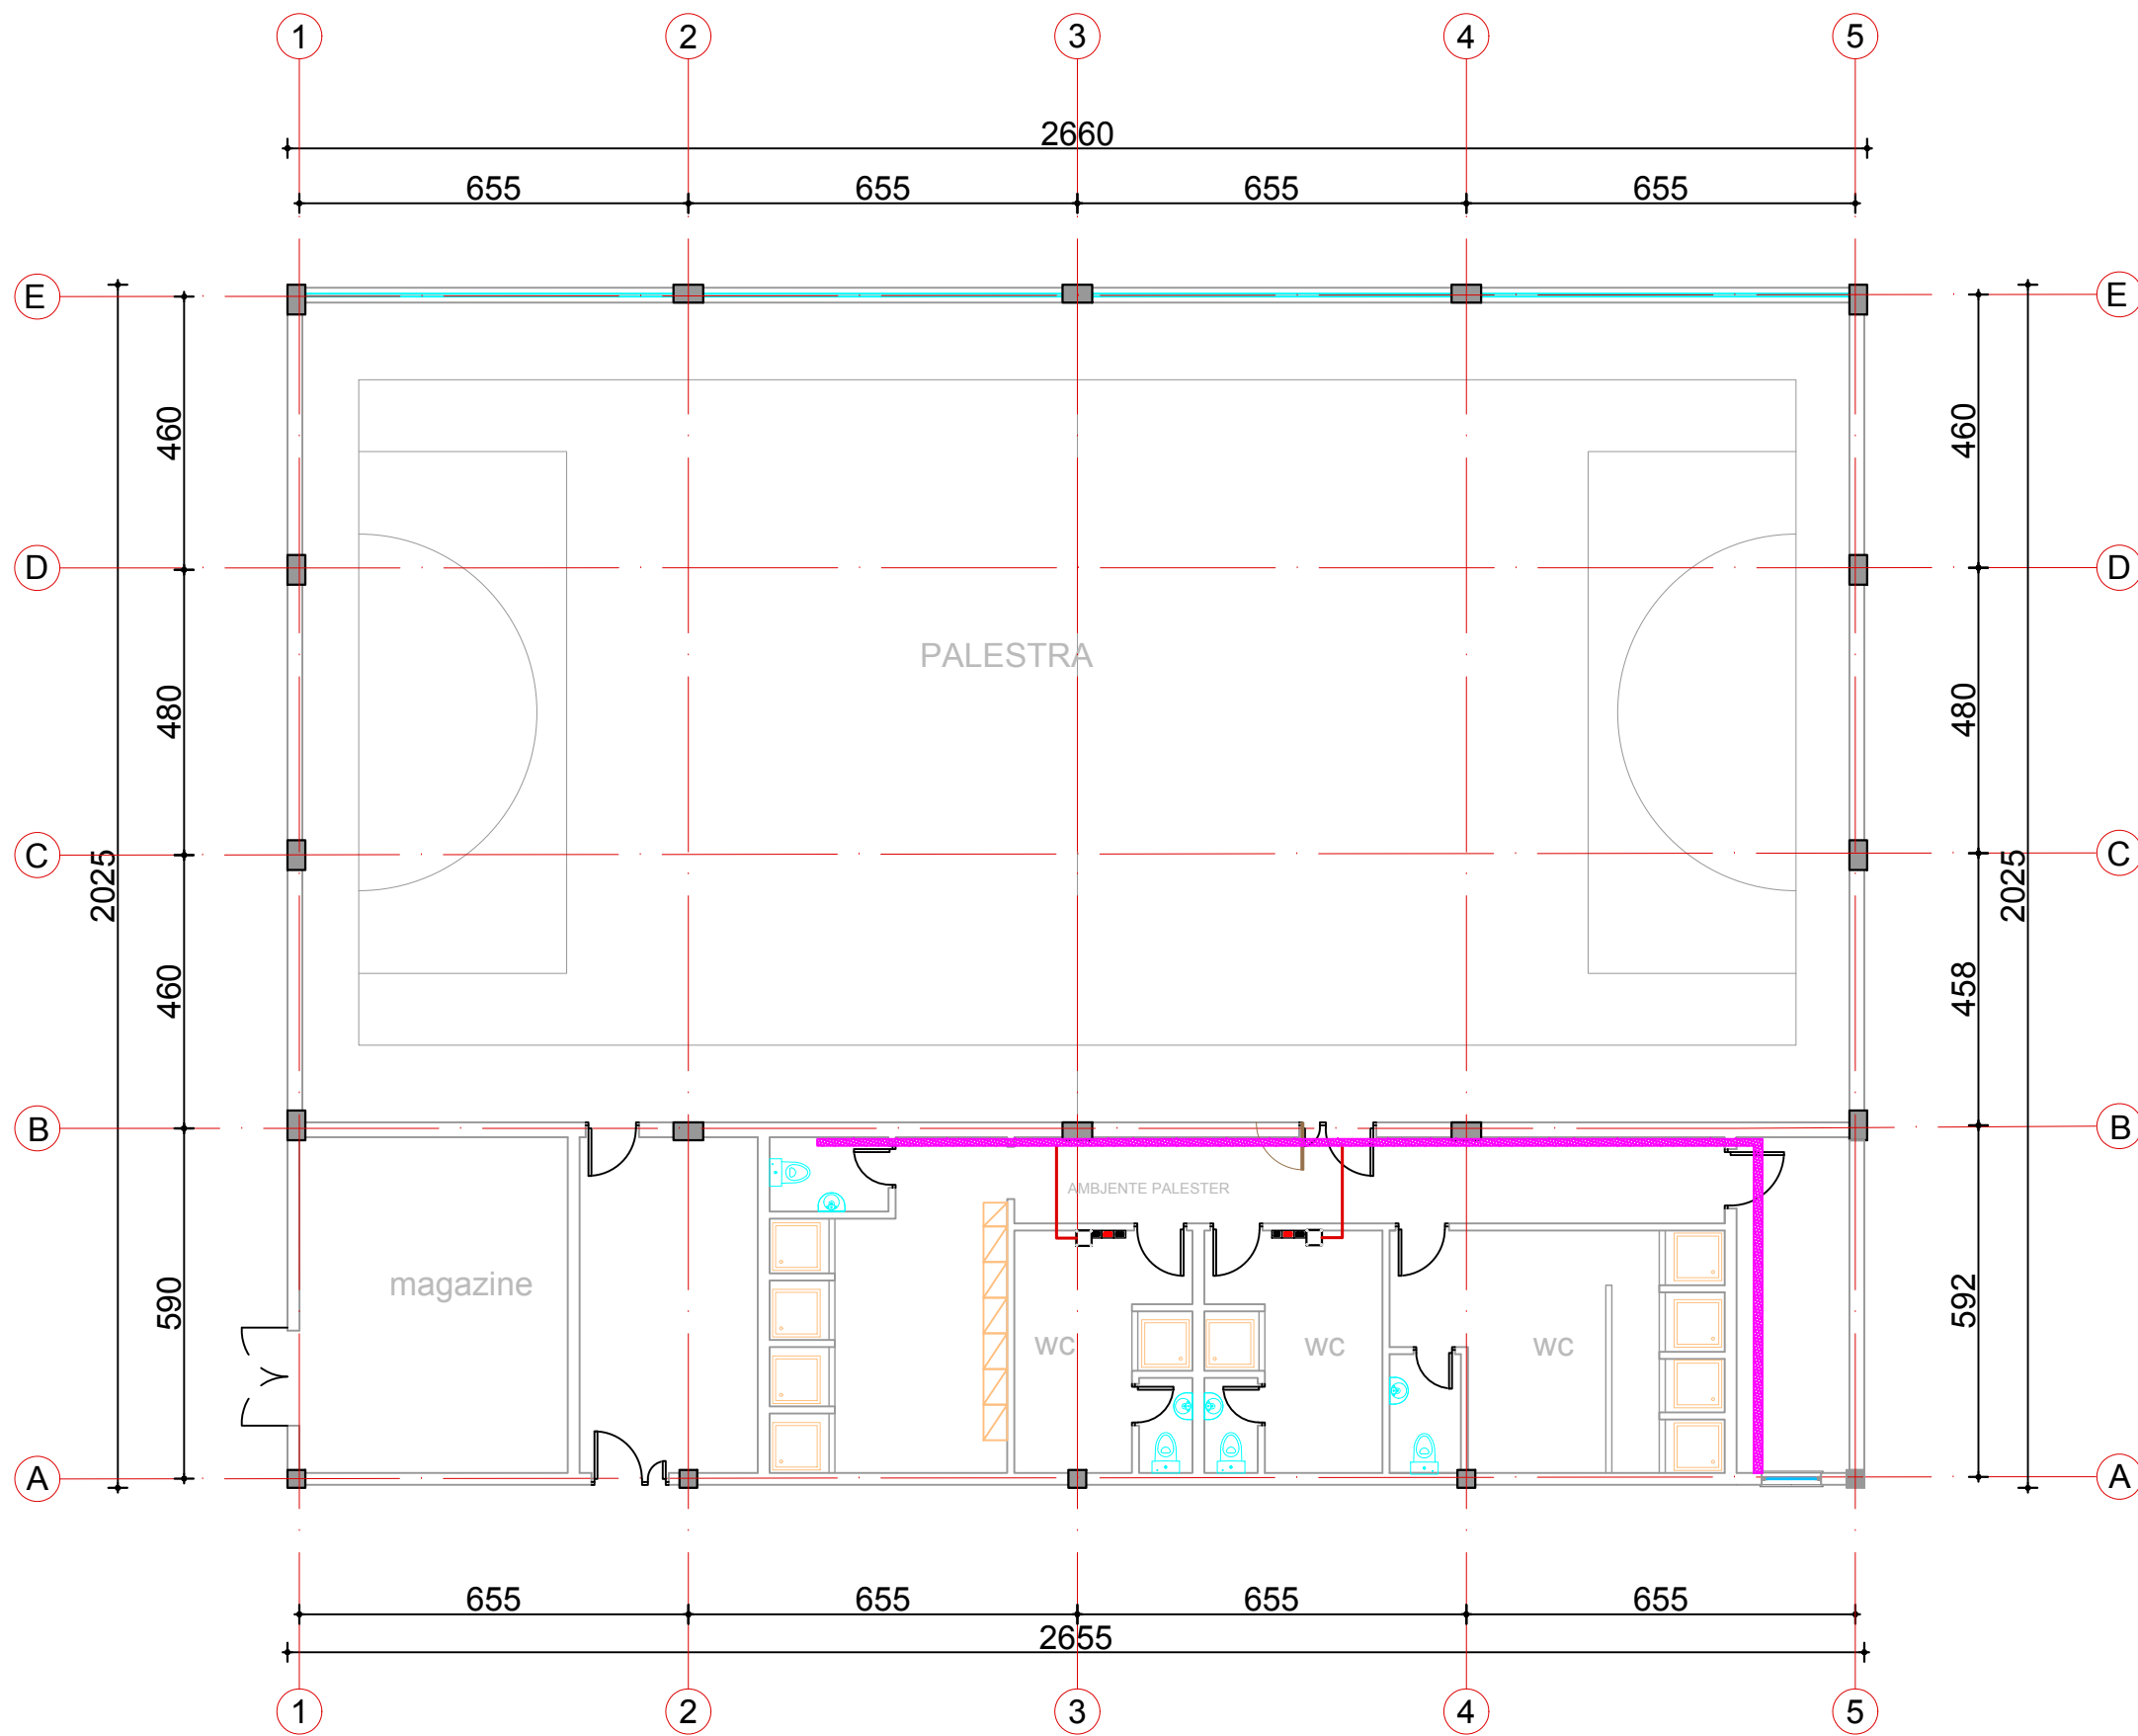 1 2 3 4 5
2660
655 655 655 655
E E
460 460
D D
PALESTRA
480 480
C C
2025 2025
460 458
B B
AMBJENTE PALESTER
magazine
590 592
wc wc wc
A A
655 655 655 655
2655
1 2 3 4 5